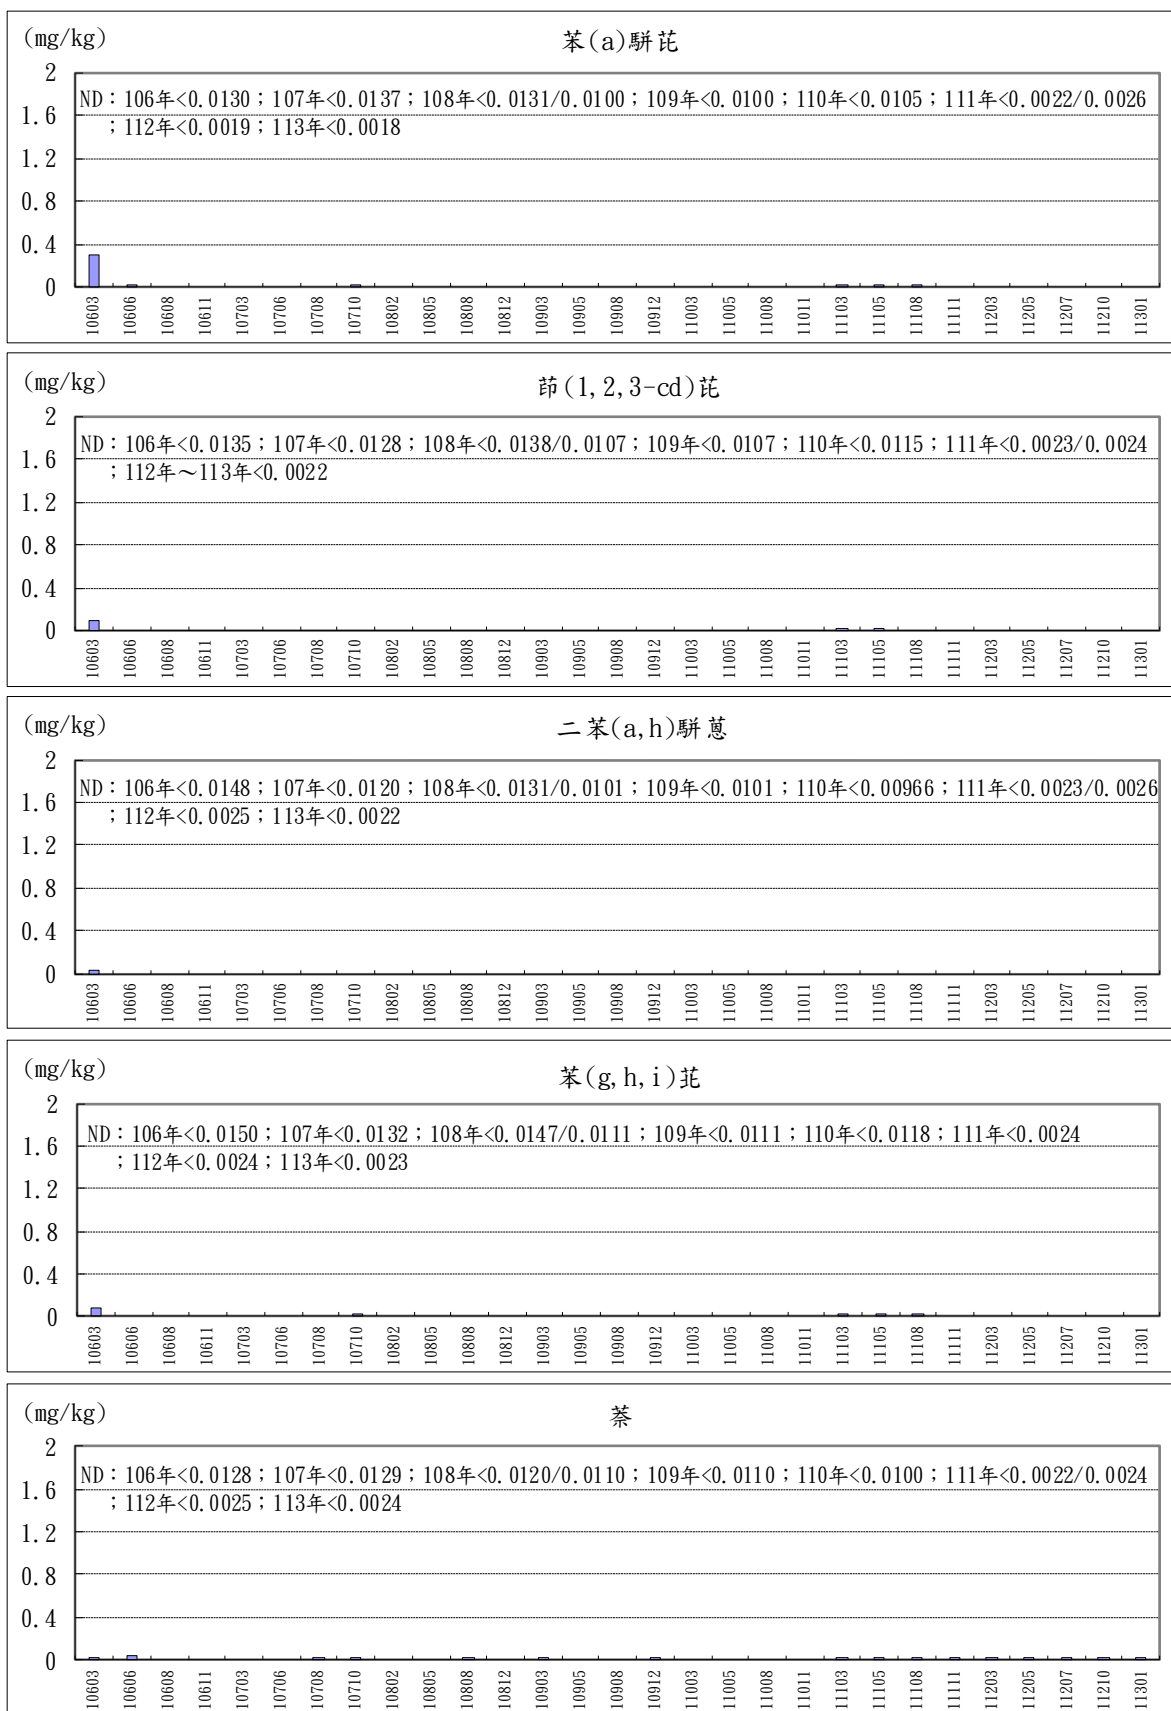 (mg/kg)
苯(a)駢芘
2
ND：106年<0.0130；107年<0.0137；108年<0.0131/0.0100；109年<0.0100；110年<0.0105；111年<0.0022/0.0026
；112年<0.0019；113年<0.0018
1.6
1.2
0.8
0.4
0
10603 10606 10608 10611 10703 10706 10708 10710 10802 10805 10808 10812 10903 10905 10908 10912 11003 11005 11008 11011 11103 11105 11108 11111 11203 11205 11207 11210 11301
(mg/kg)
茚(1,2,3-cd)芘
2
ND：106年<0.0135；107年<0.0128；108年<0.0138/0.0107；109年<0.0107；110年<0.0115；111年<0.0023/0.0024
；112年～113年<0.0022
1.6
1.2
0.8
0.4
0
10603 10606 10608 10611 10703 10706 10708 10710 10802 10805 10808 10812 10903 10905 10908 10912 11003 11005 11008 11011 11103 11105 11108 11111 11203 11205 11207 11210 11301
(mg/kg)
二苯(a,h)駢蒽
2
ND：106年<0.0148；107年<0.0120；108年<0.0131/0.0101；109年<0.0101；110年<0.00966；111年<0.0023/0.0026
；112年<0.0025；113年<0.0022
1.6
1.2
0.8
0.4
0
10603 10606 10608 10611 10703 10706 10708 10710 10802 10805 10808 10812 10903 10905 10908 10912 11003 11005 11008 11011 11103 11105 11108 11111 11203 11205 11207 11210 11301
(mg/kg)
苯(g,h,i)苝
2
ND：106年<0.0150；107年<0.0132；108年<0.0147/0.0111；109年<0.0111；110年<0.0118；111年<0.0024
；112年<0.0024；113年<0.0023
1.6
1.2
0.8
0.4
0
10603 10606 10608 10611 10703 10706 10708 10710 10802 10805 10808 10812 10903 10905 10908 10912 11003 11005 11008 11011 11103 11105 11108 11111 11203 11205 11207 11210 11301
(mg/kg)
萘
2
ND：106年<0.0128；107年<0.0129；108年<0.0120/0.0110；109年<0.0110；110年<0.0100；111年<0.0022/0.0024
；112年<0.0025；113年<0.0024
1.6
1.2
0.8
0.4
0
10603 10606 10608 10611 10703 10706 10708 10710 10802 10805 10808 10812 10903 10905 10908 10912 11003 11005 11008 11011 11103 11105 11108 11111 11203 11205 11207 11210 11301